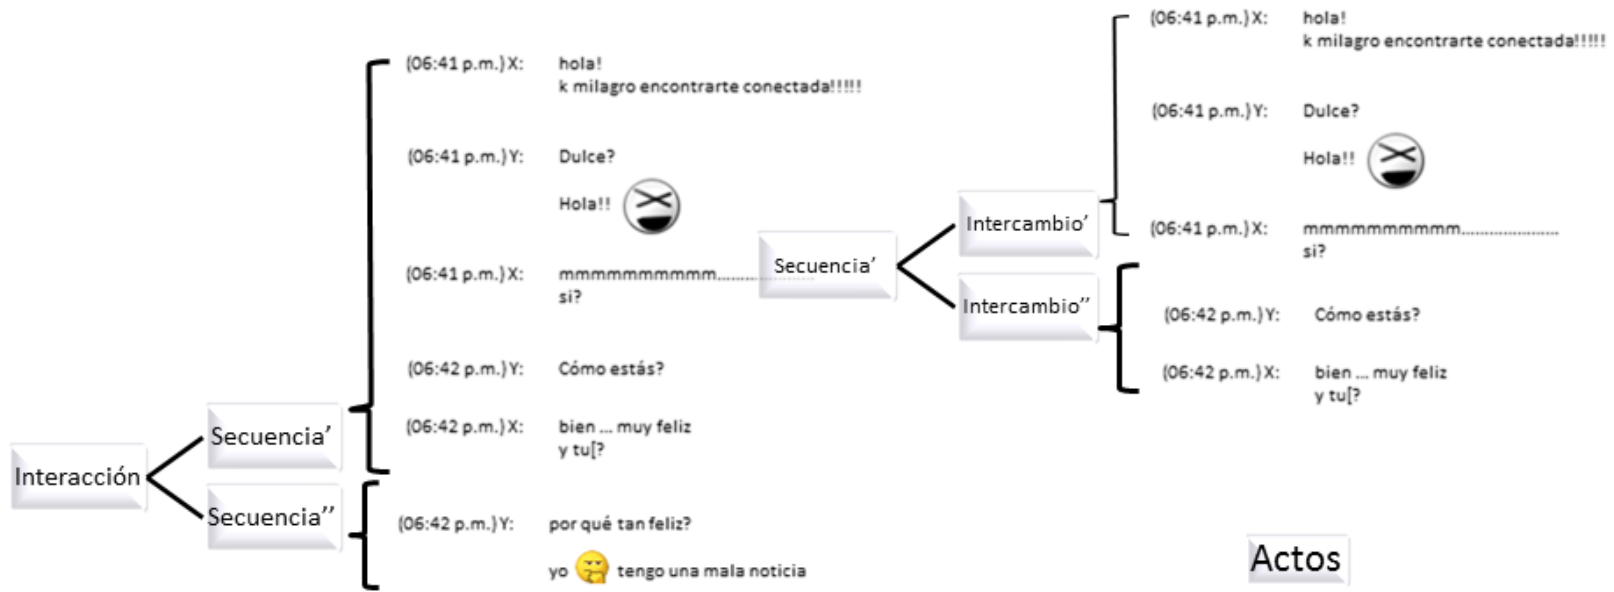 Interacción
Secuencia’
Secuencia’’
(06:41 p.m.) X: hola!
k milagro encontrarte conectada!!!!!
(06:41 p.m.) Y: Dulce?
Hola!!
(06:41 p.m.) X: mmmmmmmmmm.....................
si?
(06:42 p.m.) Y: Cómo estás?
(06:42 p.m.) X: bien ... muy feliz
y tu[?
(06:42 p.m.) Y: por qué tan feliz?
yo tengo una mala noticia
Secuencia’
Intercambio’
Intercambio’’
(06:41 p.m.) X: hola!
k milagro encontrarte conectada!!!!!
(06:41 p.m.) Y: Dulce?
Hola!!
(06:41 p.m.) X: mmmmmmmmmm.....................
si?
(06:42 p.m.) Y: Cómo estás?
(06:42 p.m.) X: bien ... muy feliz
y tu[?
Actos